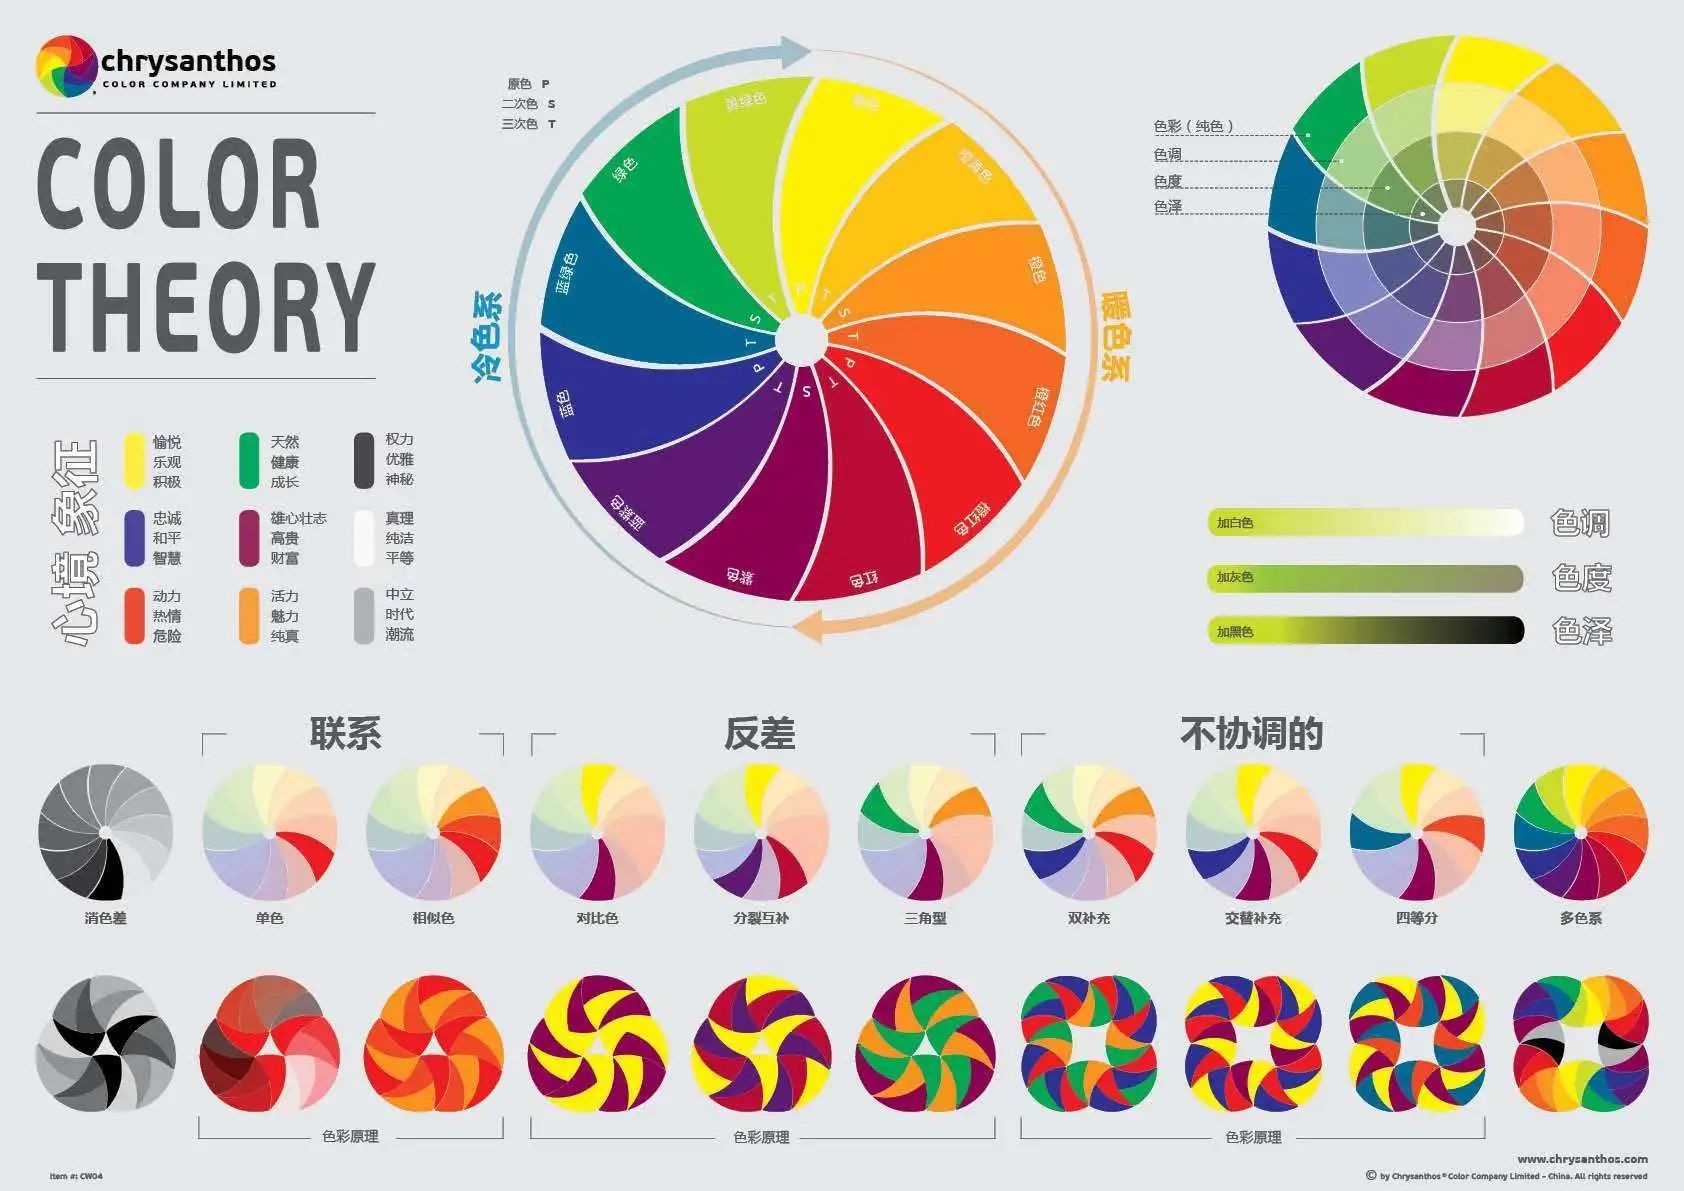 chrysanthos
COLOR COMPANY LIMITED
COLOR
THEORY
原色 P
二次色 S
三次色 T
冷色系
暖色系
黄绿色
黄色
橙黄色
橙色
橙红色
橙红色
红色
紫色
蓝紫色
蓝色
蓝绿色
绿色
T
P
T
S
T
P
T
S
T
P
T
S
色彩（纯色）
色调
色度
色泽
心境 象征
愉悦
乐观
积极
天然
健康
成长
权力
优雅
神秘
忠诚
和平
智慧
雄心壮志
高贵
财富
真理
纯洁
平等
动力
热情
危险
活力
魅力
纯真
中立
时代
潮流
加白色 色调
加灰色 色度
加黑色 色泽
联系
反差
不协调的
消色差
单色
相似色
对比色
分裂互补
三角型
双补充
交替补充
四等分
多色系
色彩原理
色彩原理
色彩原理
www.chrysanthos.com
Item #: CW04
© by Chrysanthos® Color Company Limited - China. All rights reserved